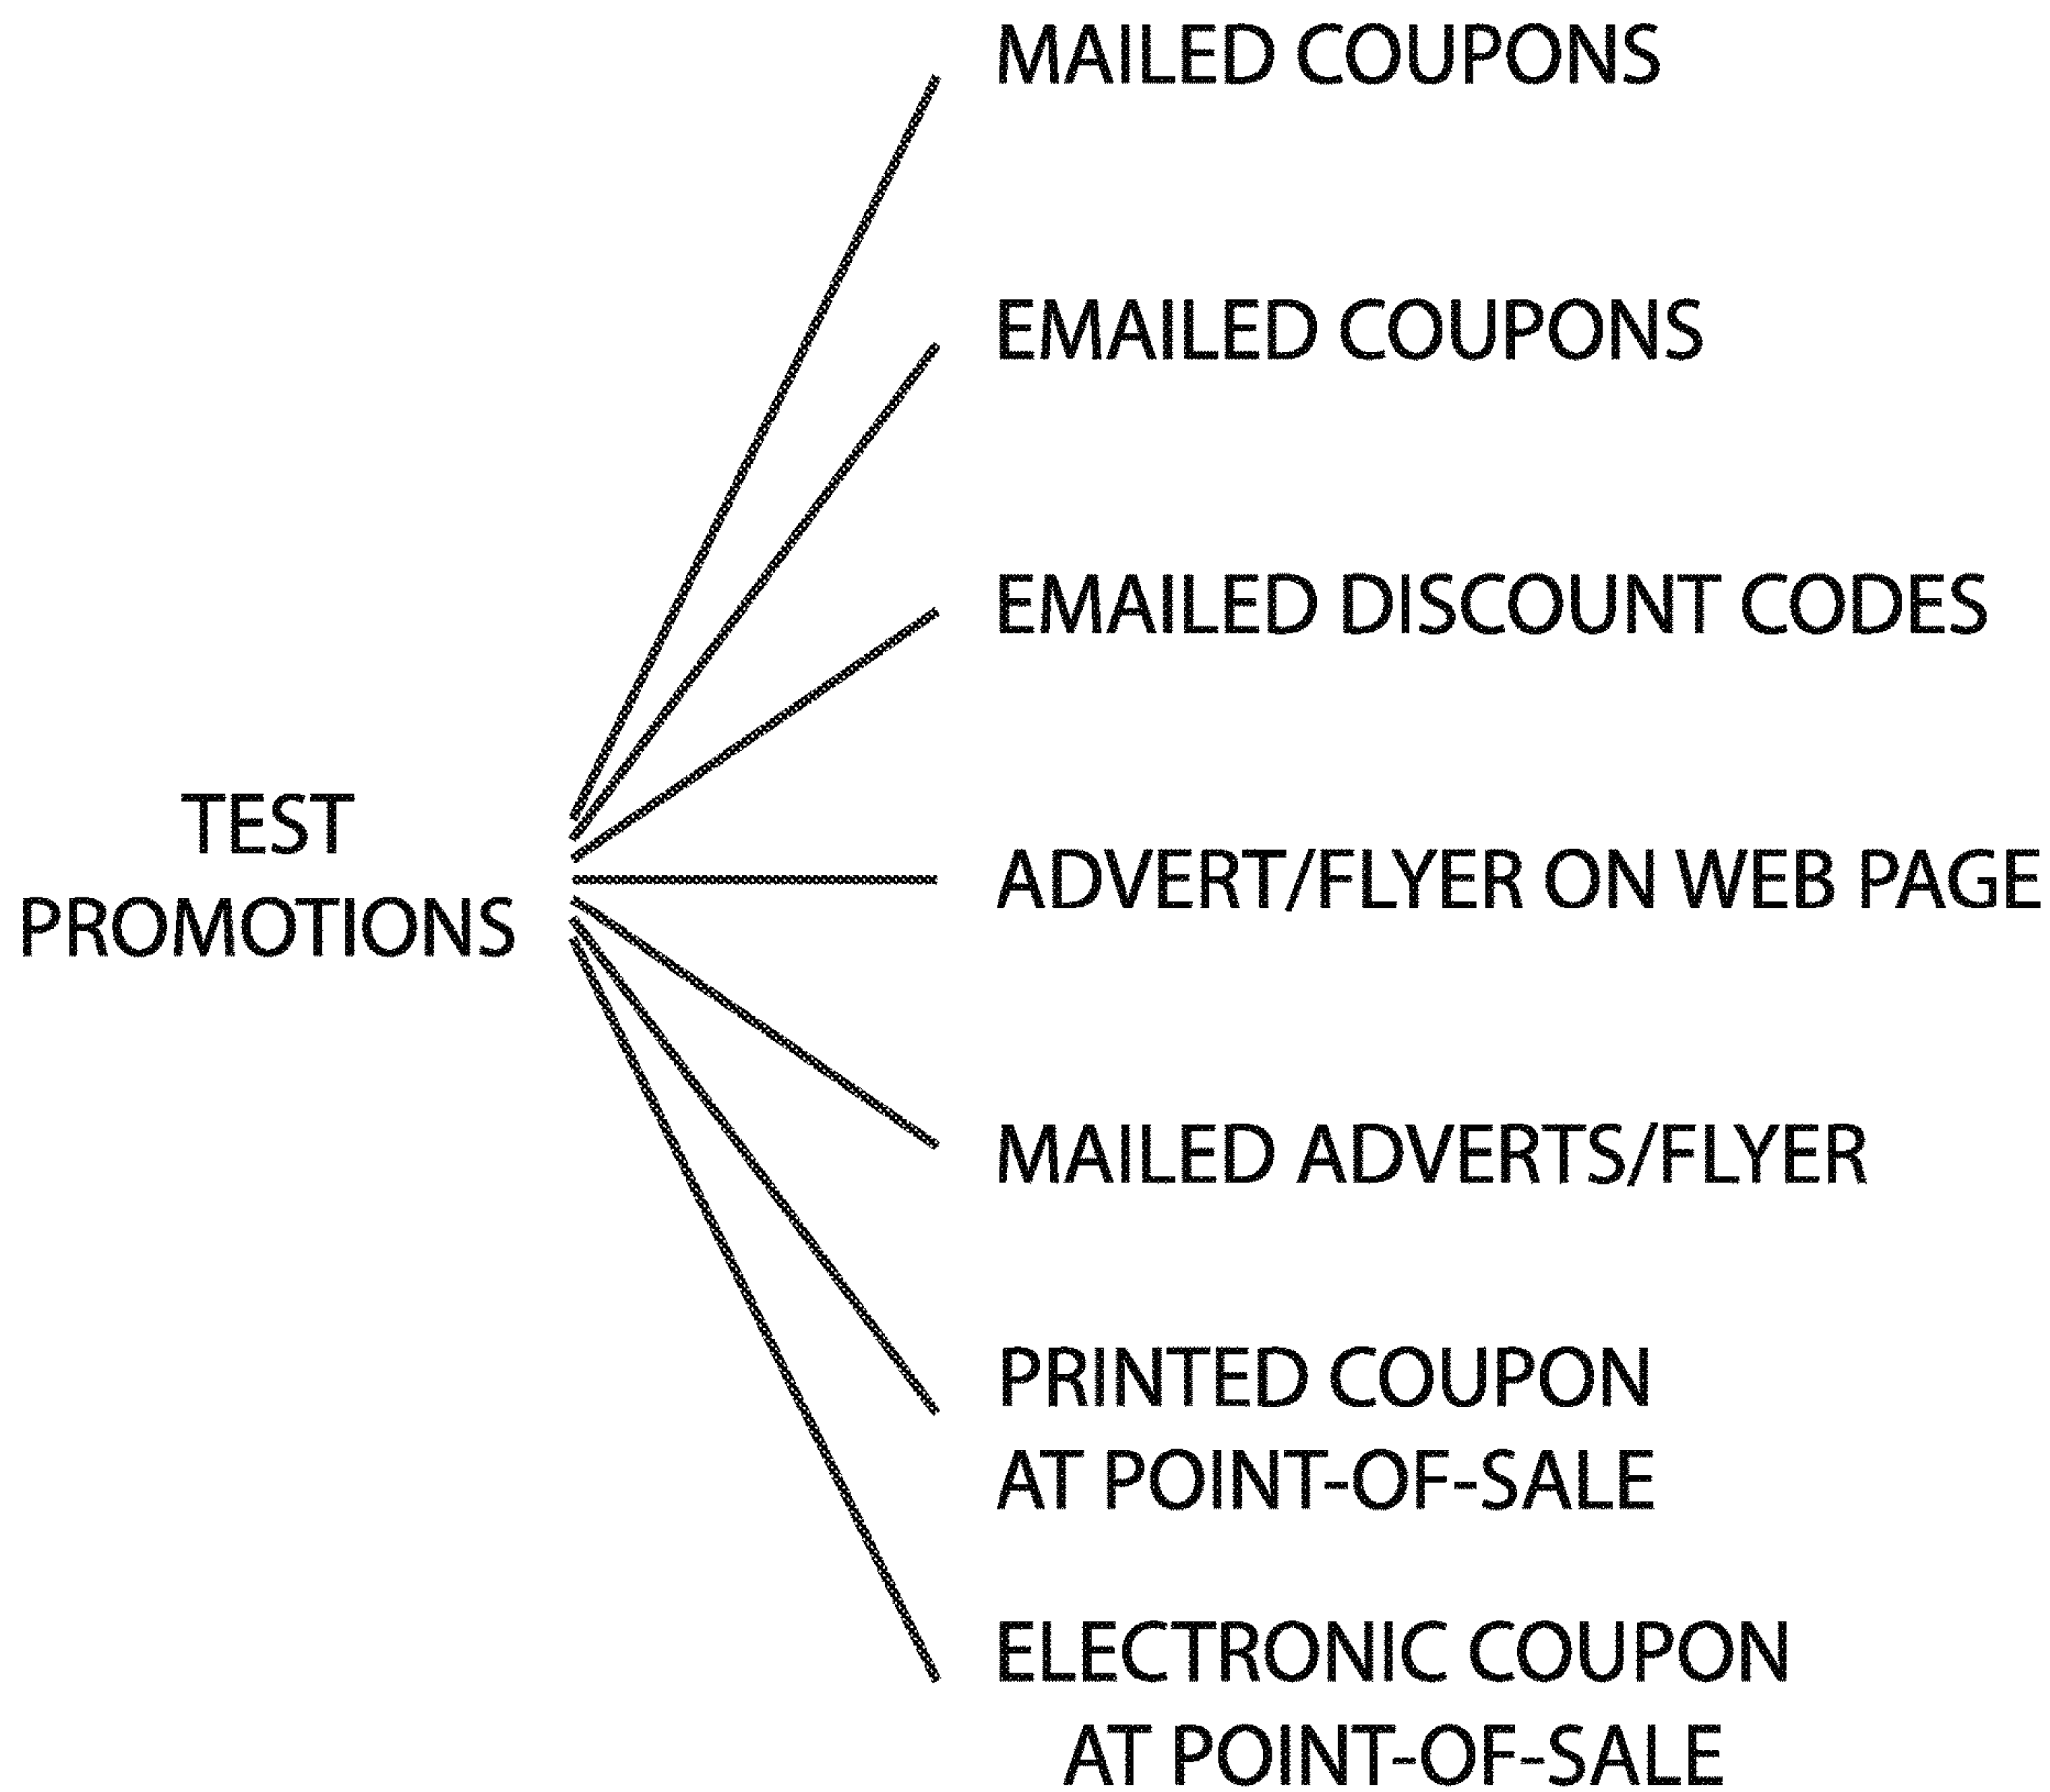 MAILED COUPONS
EMAILED COUPONS
EMAILED DISCOUNT CODES
TEST
PROMOTIONS
ADVERT/FLYER ON WEB PAGE
MAILED ADVERTS/FLYER
PRINTED COUPON
AT POINT-OF-SALE
ELECTRONIC COUPON
AT POINT-OF-SALE